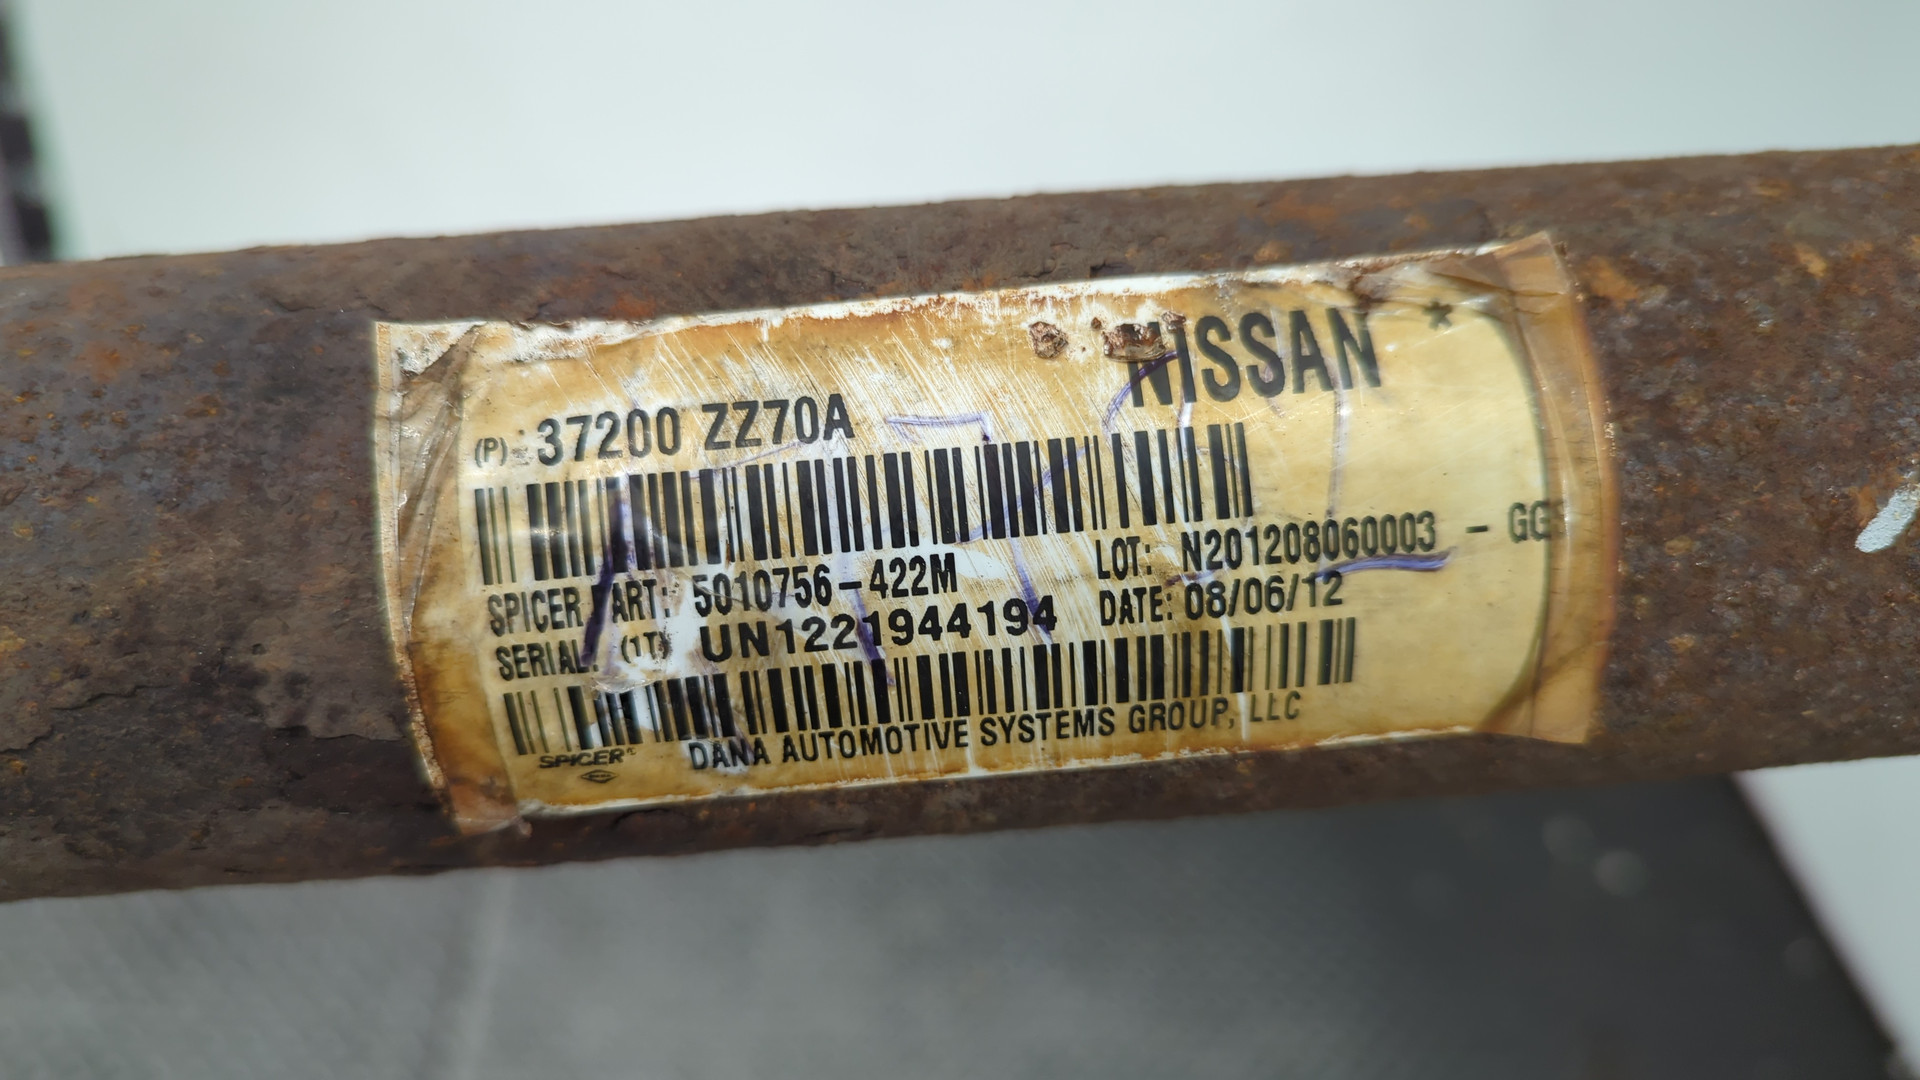 NISSAN *
(P): 37200 ZZ70A
SPICER PART: 5010756-422M
LOT: N201208060003 - GG
SERIAL: (1T) UN1221944194
DATE: 08/06/12
SPICER
DANA AUTOMOTIVE SYSTEMS GROUP, LLC